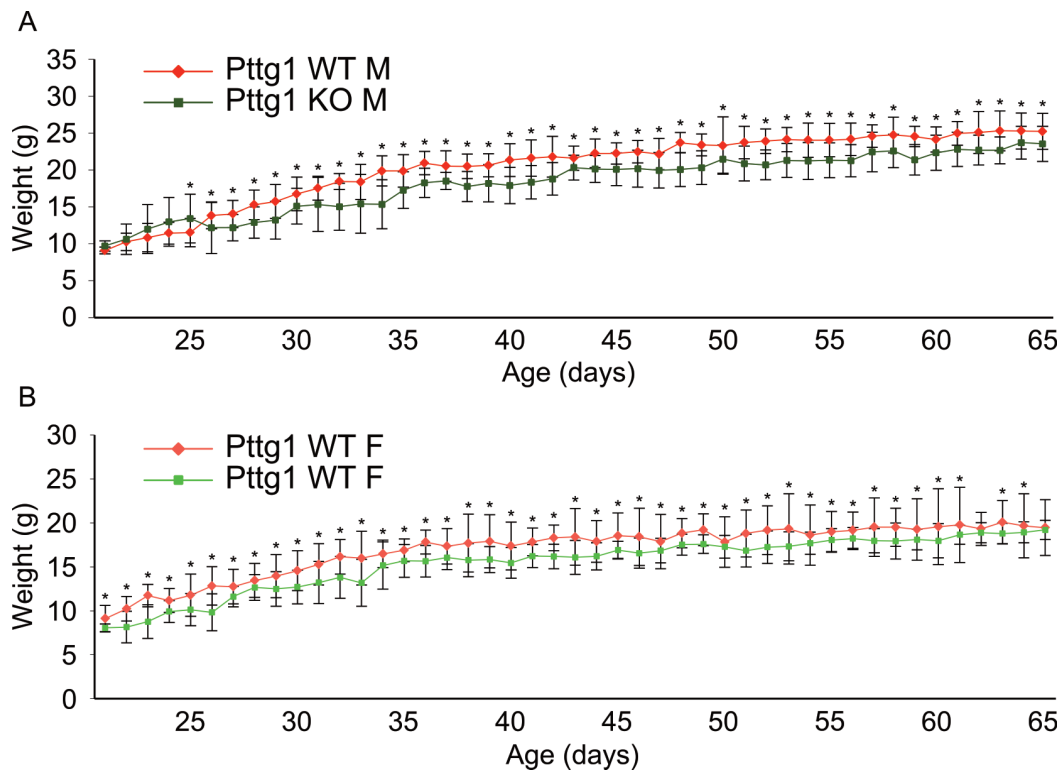 A
35
30
25
20
15
10
5
0
Weight (g)
Pttg1 WT M
Pttg1 KO M
* * * * * * * * * * * * * * * * * * * * * * * * * * * * * * * * * * * * * * * * *
25 30 35 40 45 50 55 60 65
Age (days)
B
30
25
20
15
10
5
0
Weight (g)
Pttg1 WT F
Pttg1 WT F
* * * * * * * * * * * * * * * * * * * * * * * * * * * * * * * * * * * * * * * * * * *
25 30 35 40 45 50 55 60 65
Age (days)